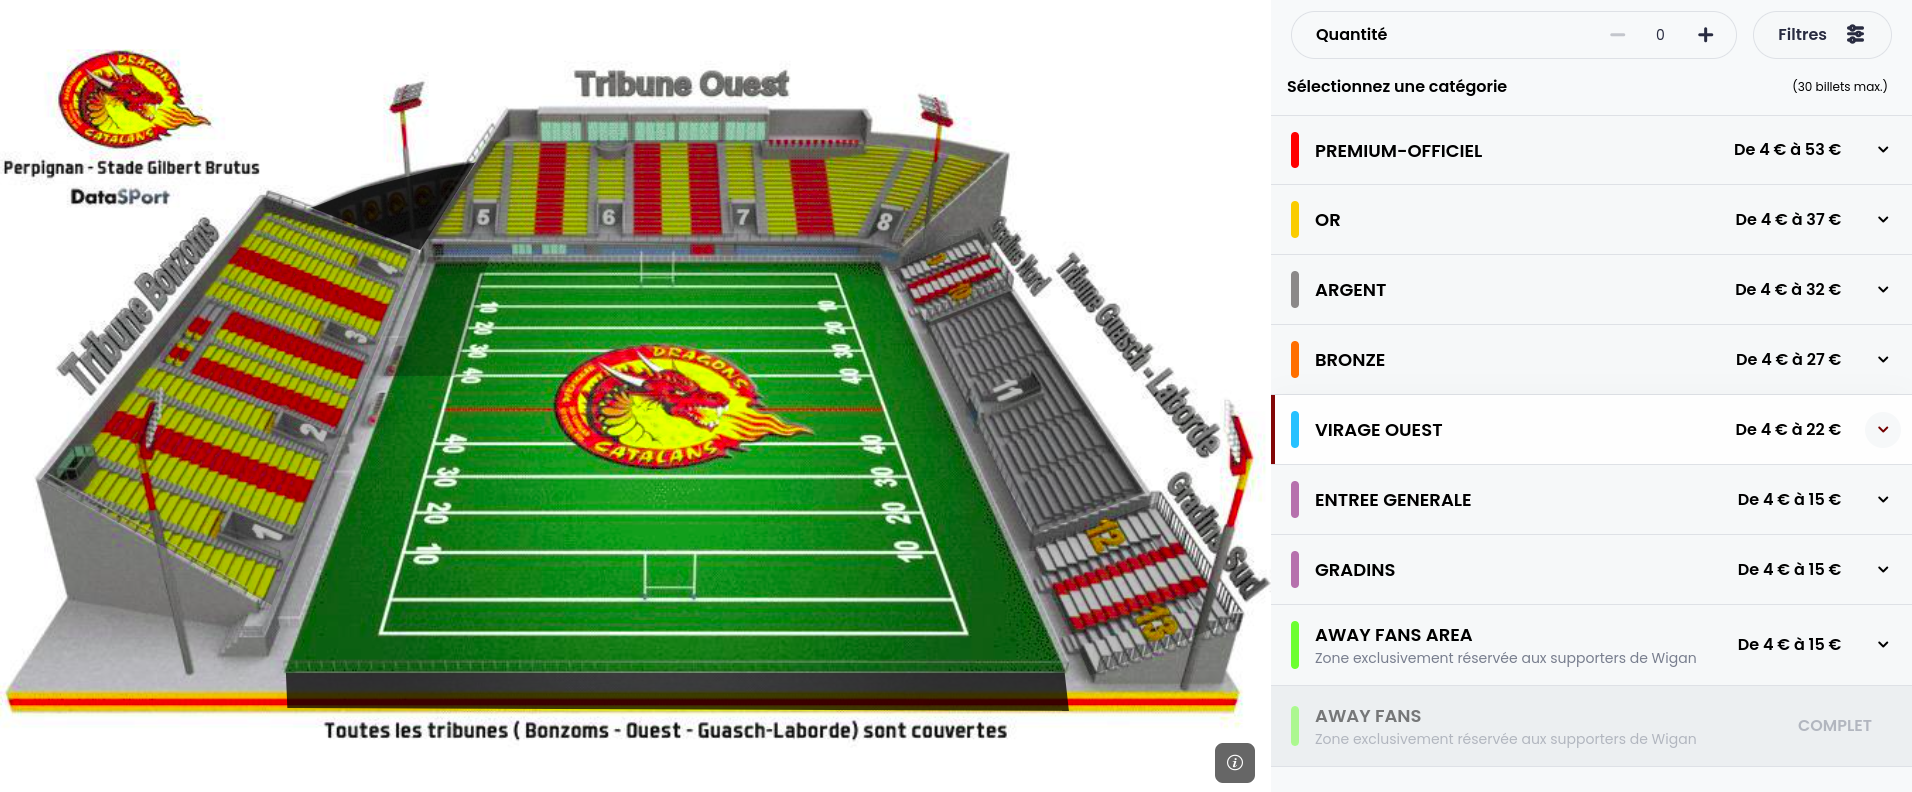 DRAGONS
CATALANS
Perpignan - Stade Gilbert Brutus
DataSPort
Tribune Ouest
Tribune Bonzoms
Gradins Nord
Tribune Guasch - Laborde
Gradins Sud
5
6
7
8
4
3
2
1
11
12
13
10
20
30
40
40
30
20
10
10
20
30
40
40
30
20
10
DRAGONS
CATALANS
Toutes les tribunes ( Bonzoms - Ouest - Guasch-Laborde) sont couvertes
Quantité
0
Filtres
Sélectionnez une catégorie
(30 billets max.)
PREMIUM-OFFICIEL
De 4 € à 53 €
OR
De 4 € à 37 €
ARGENT
De 4 € à 32 €
BRONZE
De 4 € à 27 €
VIRAGE OUEST
De 4 € à 22 €
ENTREE GENERALE
De 4 € à 15 €
GRADINS
De 4 € à 15 €
AWAY FANS AREA
Zone exclusivement réservée aux supporters de Wigan
De 4 € à 15 €
AWAY FANS
Zone exclusivement réservée aux supporters de Wigan
COMPLET